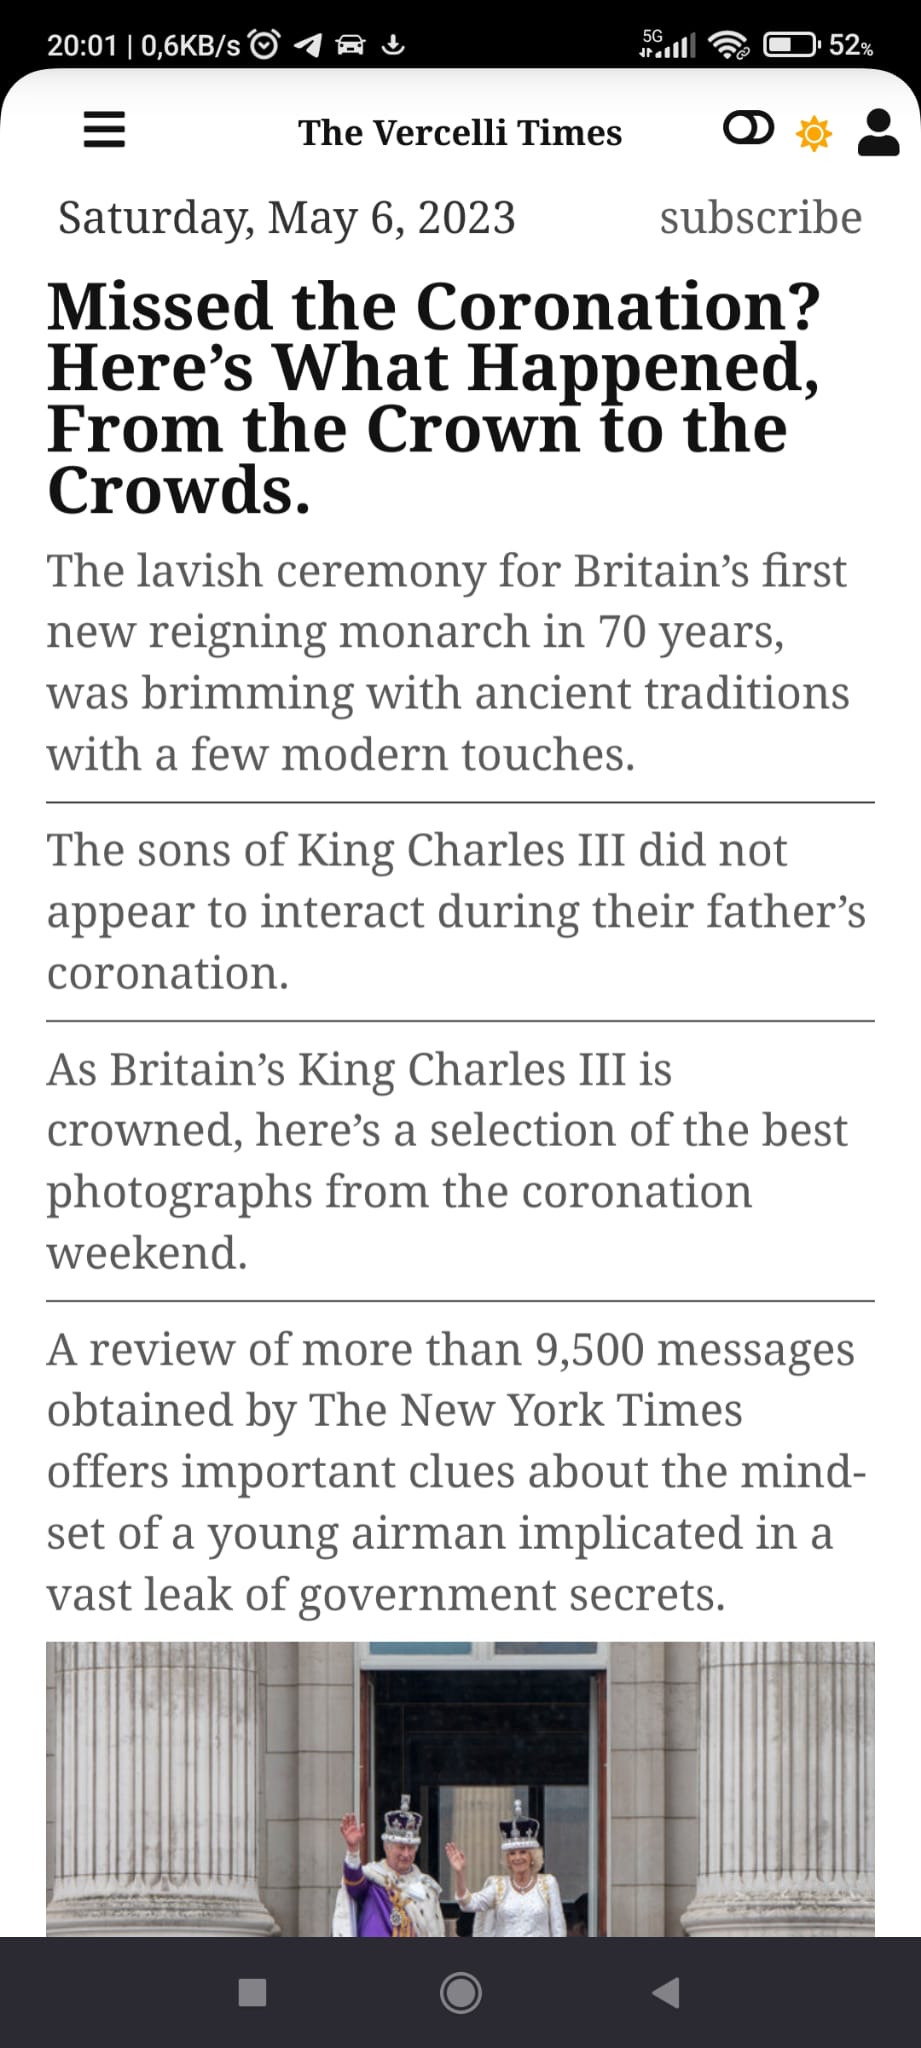 20:01 | 0,6KB/s
5G
52%
The Vercelli Times
Saturday, May 6, 2023
subscribe
Missed the Coronation?
Here’s What Happened,
From the Crown to the
Crowds.
The lavish ceremony for Britain’s first
new reigning monarch in 70 years,
was brimming with ancient traditions
with a few modern touches.
The sons of King Charles III did not
appear to interact during their father’s
coronation.
As Britain’s King Charles III is
crowned, here’s a selection of the best
photographs from the coronation
weekend.
A review of more than 9,500 messages
obtained by The New York Times
offers important clues about the mind-
set of a young airman implicated in a
vast leak of government secrets.